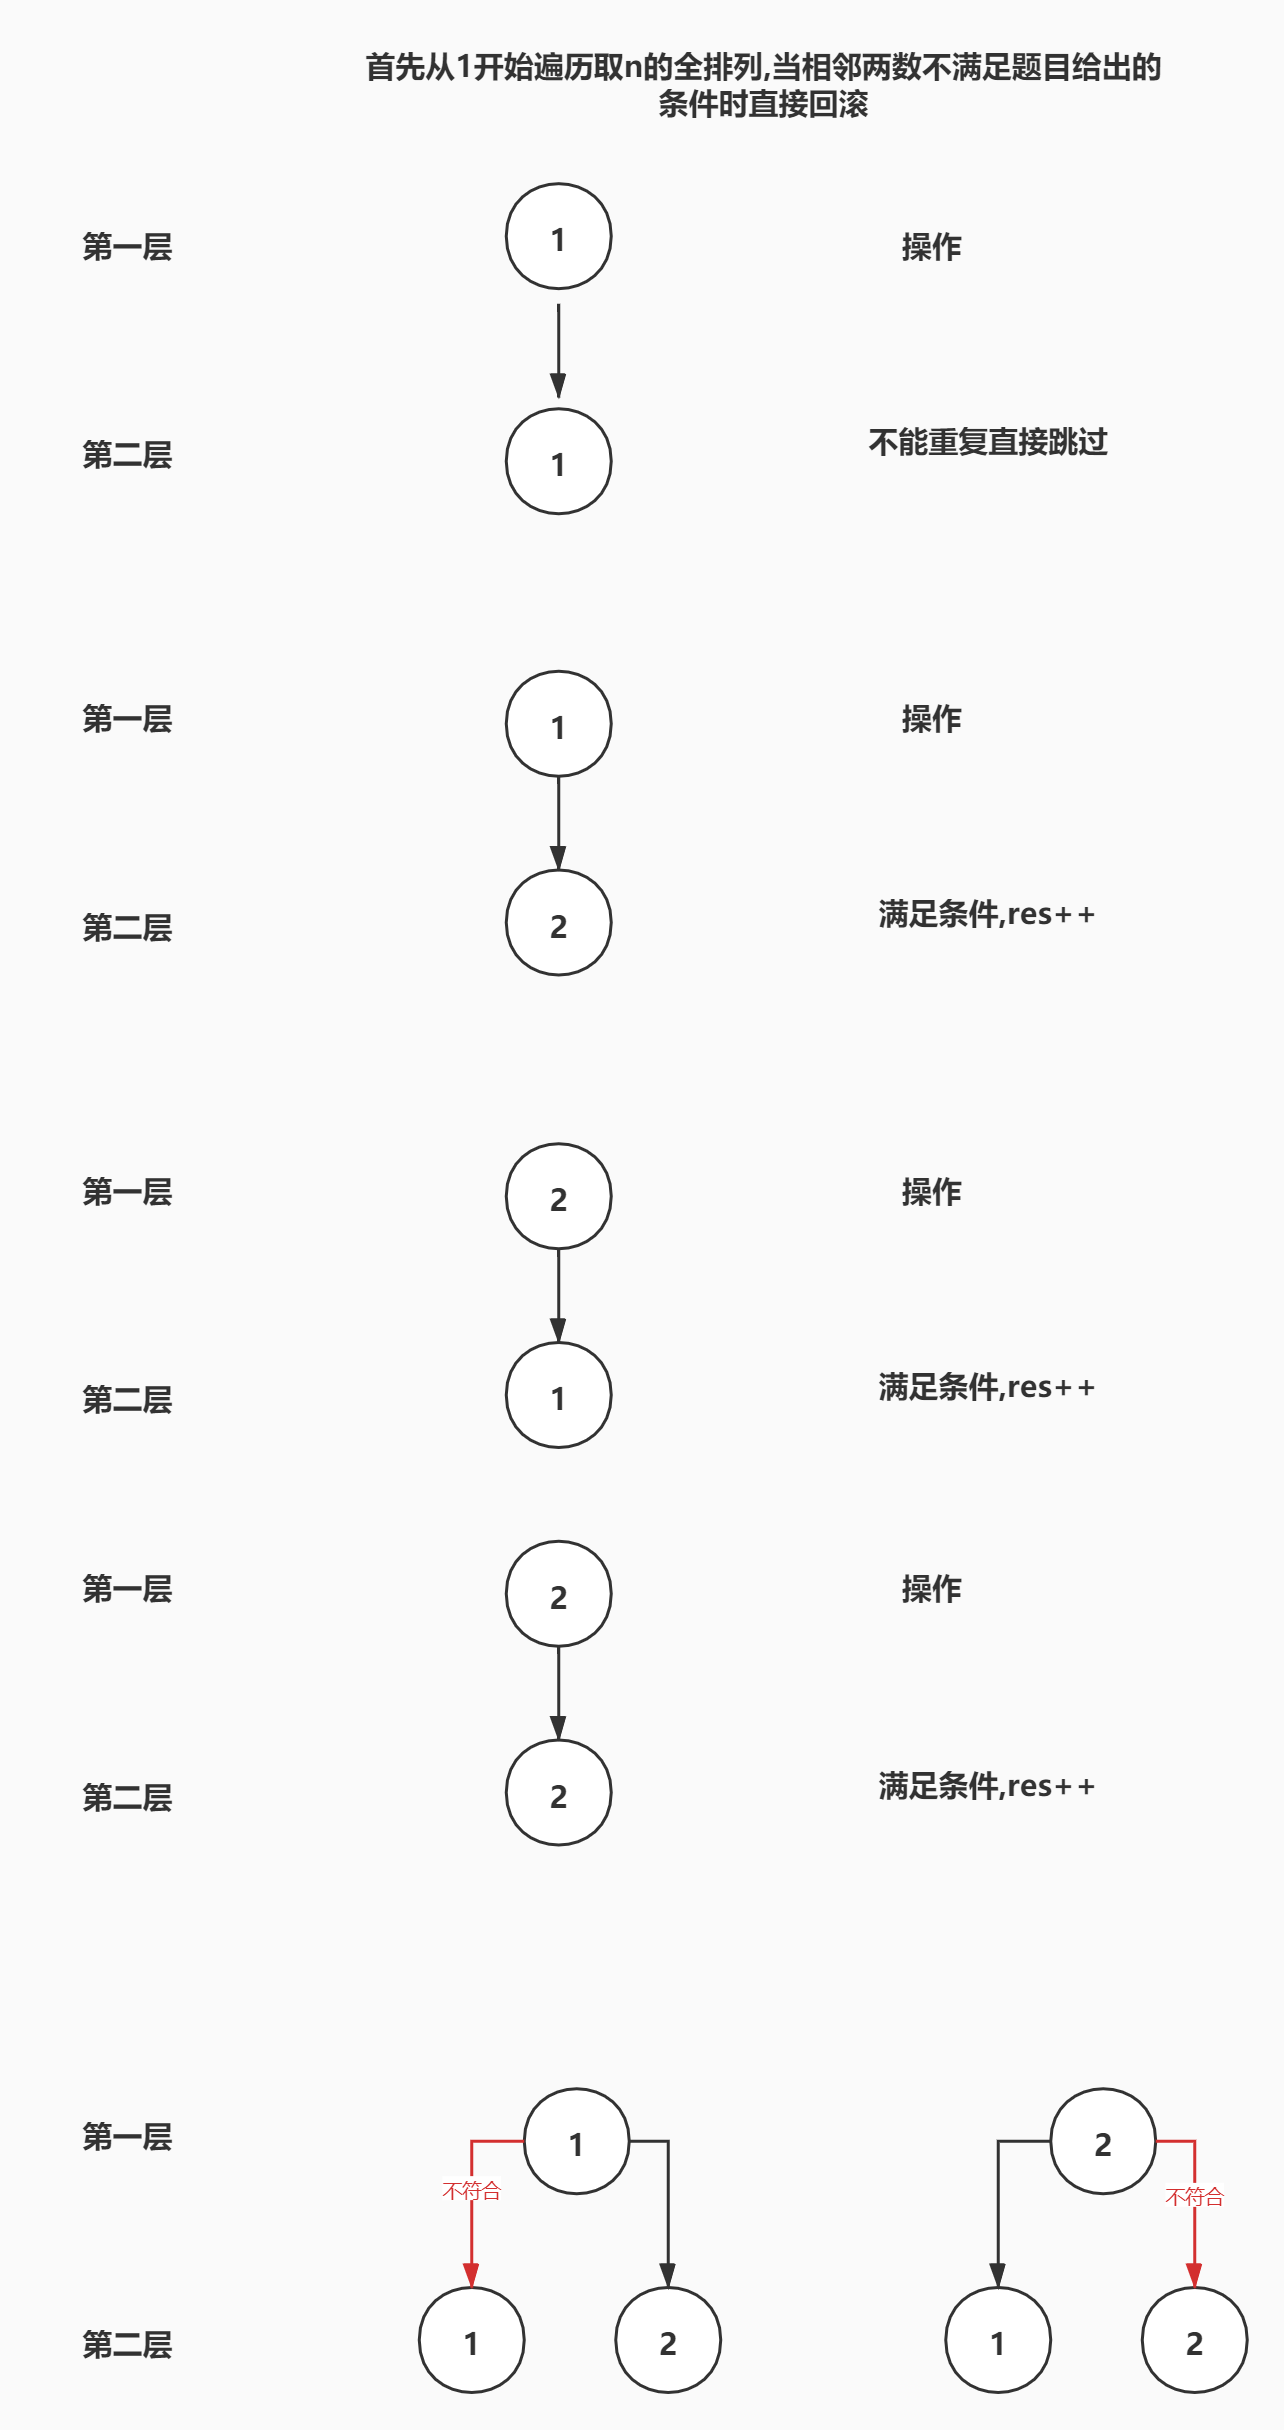 首先从1开始遍历取n的全排列,当相邻两数不满足题目给出的
条件时直接回滚
第一层
1
操作
第二层
1
不能重复直接跳过
第一层
1
操作
第二层
2
满足条件,res++
第一层
2
操作
第二层
1
满足条件,res++
第一层
2
操作
第二层
2
满足条件,res++
第一层
1
2
不符合
不符合
第二层
1
2
1
2